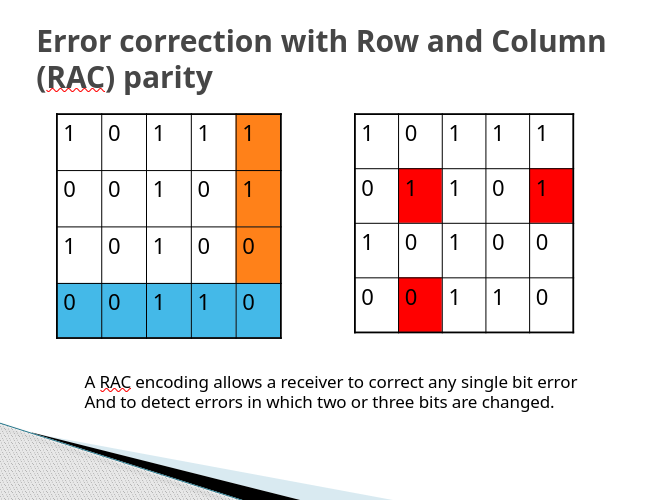 Error correction with Row and Column
(RAC) parity
1 0 1 1 1
0 0 1 0 1
1 0 1 0 0
0 0 1 1 0
1 0 1 1 1
0 1 1 0 1
1 0 1 0 0
0 0 1 1 0
A RAC encoding allows a receiver to correct any single bit error
And to detect errors in which two or three bits are changed.